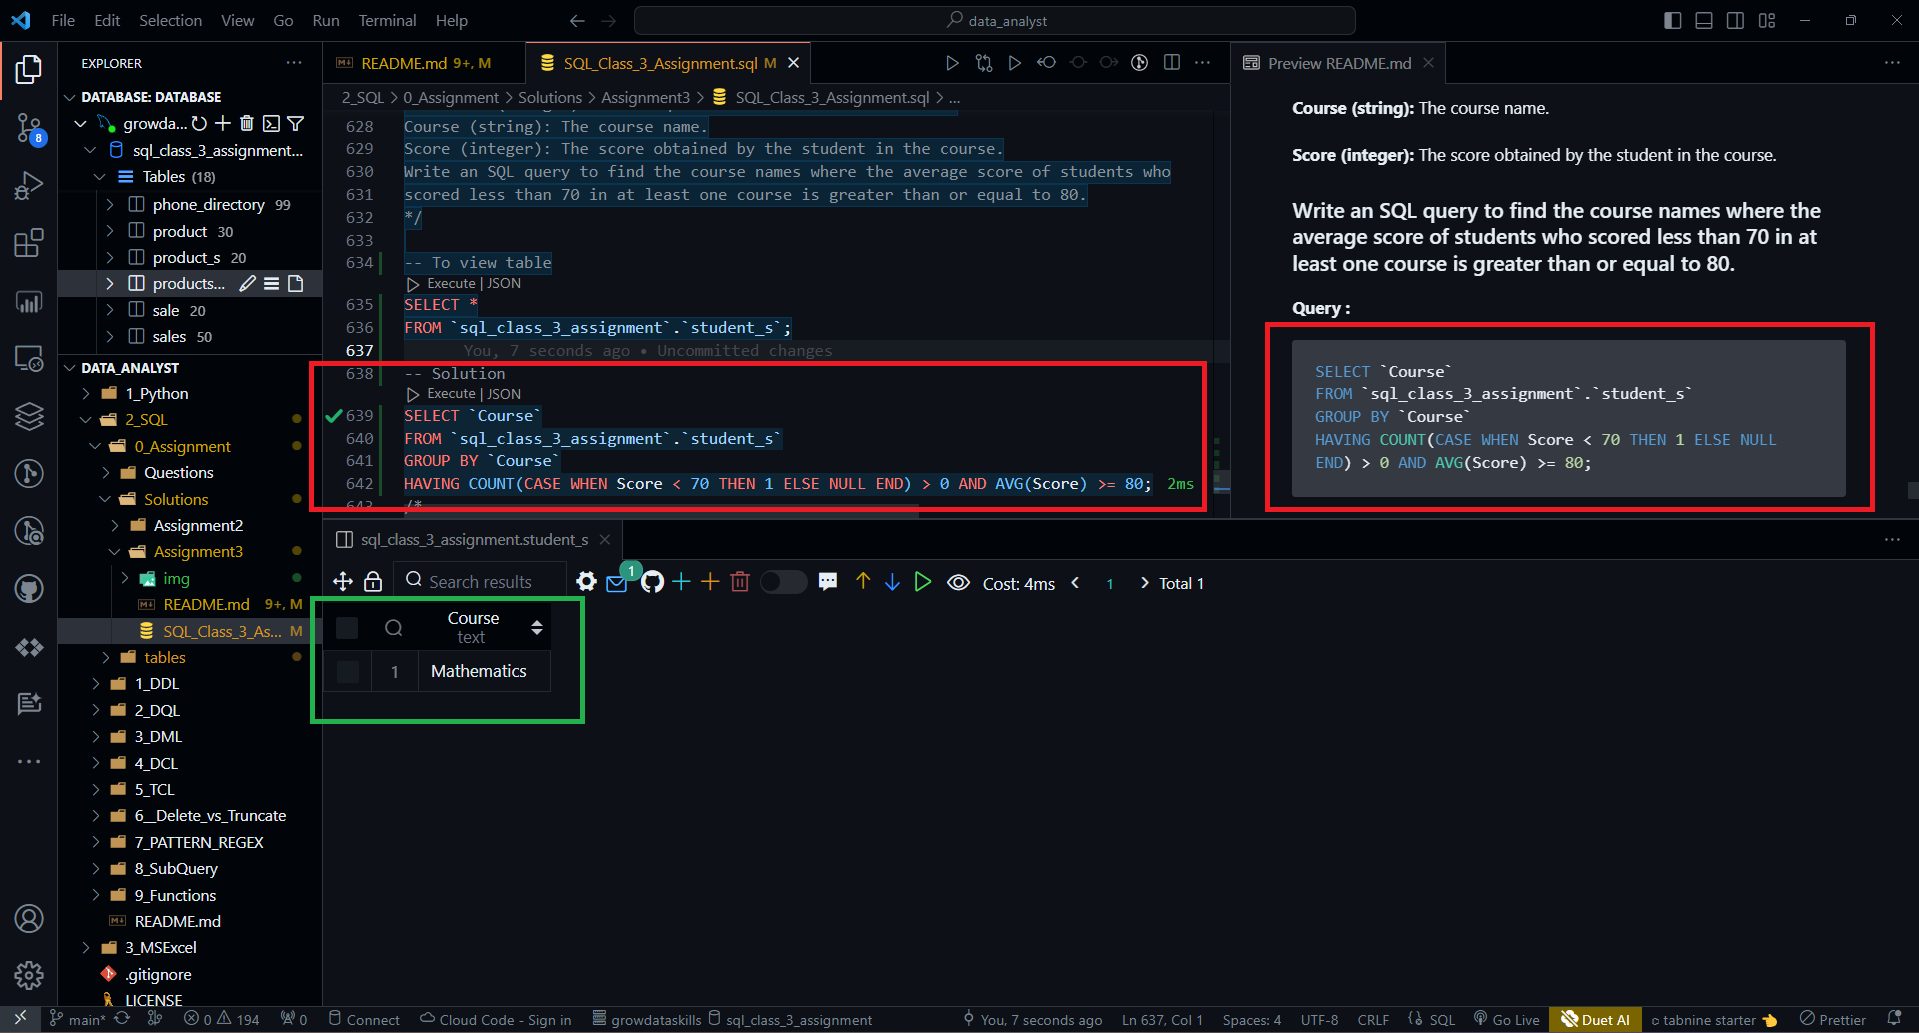 File Edit Selection View Go Run Terminal Help
data_analyst
EXPLORER
DATABASE: DATABASE
growda...
sql_class_3_assignment...
Tables (18)
phone_directory 99
product 30
product_s 20
products...
sale 20
sales 50
DATA_ANALYST
1_Python
2_SQL
0_Assignment
Questions
Solutions
Assignment2
Assignment3
img
README.md 9+, M
SQL_Class_3_As... M
tables
1_DDL
2_DQL
3_DML
4_DCL
5_TCL
6__Delete_vs_Truncate
7_PATTERN_REGEX
8_SubQuery
9_Functions
README.md
3_MSExcel
.gitignore
LICENSE
8
README.md 9+, M
SQL_Class_3_Assignment.sql M
2_SQL > 0_Assignment > Solutions > Assignment3 > SQL_Class_3_Assignment.sql > ...
628 Course (string): The course name.
629 Score (integer): The score obtained by the student in the course.
630 Write an SQL query to find the course names where the average score of students who
631 scored less than 70 in at least one course is greater than or equal to 80.
632 */
633
634 -- To view table
Execute | JSON
635 SELECT *
636 FROM `sql_class_3_assignment`.`student_s`;
637 You, 7 seconds ago • Uncommitted changes
638 -- Solution
Execute | JSON
639 SELECT `Course`
640 FROM `sql_class_3_assignment`.`student_s`
641 GROUP BY `Course`
642 HAVING COUNT(CASE WHEN Score < 70 THEN 1 ELSE NULL END) > 0 AND AVG(Score) >= 80; 2ms
643 /*
Preview README.md
Course (string): The course name.
Score (integer): The score obtained by the student in the course.
Write an SQL query to find the course names where the
average score of students who scored less than 70 in at
least one course is greater than or equal to 80.
Query :
SELECT `Course`
FROM `sql_class_3_assignment`.`student_s`
GROUP BY `Course`
HAVING COUNT(CASE WHEN Score < 70 THEN 1 ELSE NULL
END) > 0 AND AVG(Score) >= 80;
sql_class_3_assignment.student_s
Search results 1 Cost: 4ms < 1 > Total 1
Course
text
1 Mathematics
main* 0 194 0 Connect Cloud Code - Sign in growdataskills sql_class_3_assignment You, 7 seconds ago Ln 637, Col 1 Spaces: 4 UTF-8 CRLF SQL Go Live Duet AI tabnine starter Prettier